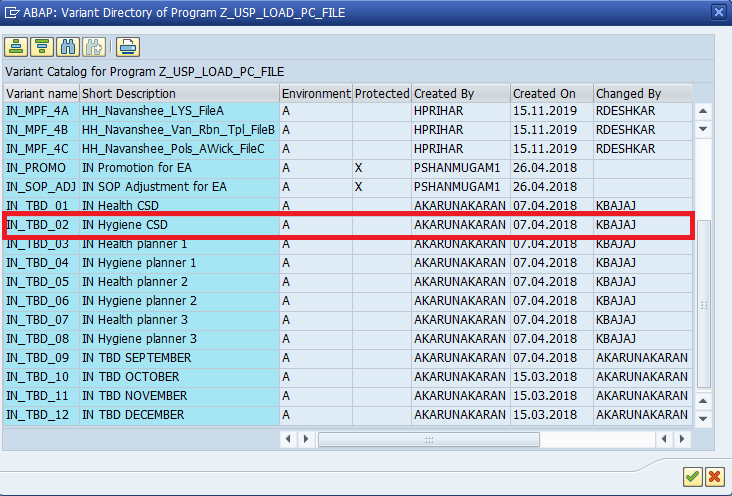 ABAP: Variant Directory of Program Z_USP_LOAD_PC_FILE
Variant Catalog for Program Z_USP_LOAD_PC_FILE
Variant name Short Description Environment Protected Created By Created On Changed By
IN_MPF_4A HH_Navanshee_LYS_FileA A HPRIHAR 15.11.2019 RDESHKAR
IN_MPF_4B HH_Navanshee_Van_Rbn_Tpl_FileB A HPRIHAR 15.11.2019 RDESHKAR
IN_MPF_4C HH_Navanshee_Pols_AWick_FileC A HPRIHAR 15.11.2019 RDESHKAR
IN_PROMO IN Promotion for EA A X PSHANMUGAM1 26.04.2018
IN_SOP_ADJ IN SOP Adjustment for EA A X PSHANMUGAM1 26.04.2018
IN_TBD_01 IN Health CSD A AKARUNAKARAN 07.04.2018 KBAJAJ
IN_TBD_02 IN Hygiene CSD A AKARUNAKARAN 07.04.2018 KBAJAJ
IN_TBD_03 IN Health planner 1 A AKARUNAKARAN 07.04.2018 KBAJAJ
IN_TBD_04 IN Hygiene planner 1 A AKARUNAKARAN 07.04.2018 KBAJAJ
IN_TBD_05 IN Health planner 2 A AKARUNAKARAN 07.04.2018 KBAJAJ
IN_TBD_06 IN Hygiene planner 2 A AKARUNAKARAN 07.04.2018 KBAJAJ
IN_TBD_07 IN Health planner 3 A AKARUNAKARAN 07.04.2018 KBAJAJ
IN_TBD_08 IN Hygiene planner 3 A AKARUNAKARAN 07.04.2018 KBAJAJ
IN_TBD_09 IN TBD SEPTEMBER A AKARUNAKARAN 07.04.2018 AKARUNAKARAN
IN_TBD_10 IN TBD OCTOBER A AKARUNAKARAN 15.03.2018 AKARUNAKARAN
IN_TBD_11 IN TBD NOVEMBER A AKARUNAKARAN 15.03.2018 AKARUNAKARAN
IN_TBD_12 IN TBD DECEMBER A AKARUNAKARAN 15.03.2018 AKARUNAKARAN